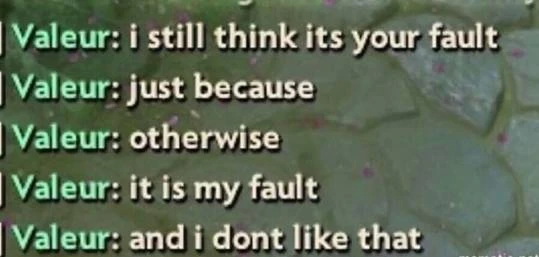 Valeur: i still think its your fault
Valeur: just because
Valeur: otherwise
Valeur: it is my fault
Valeur: and i dont like that